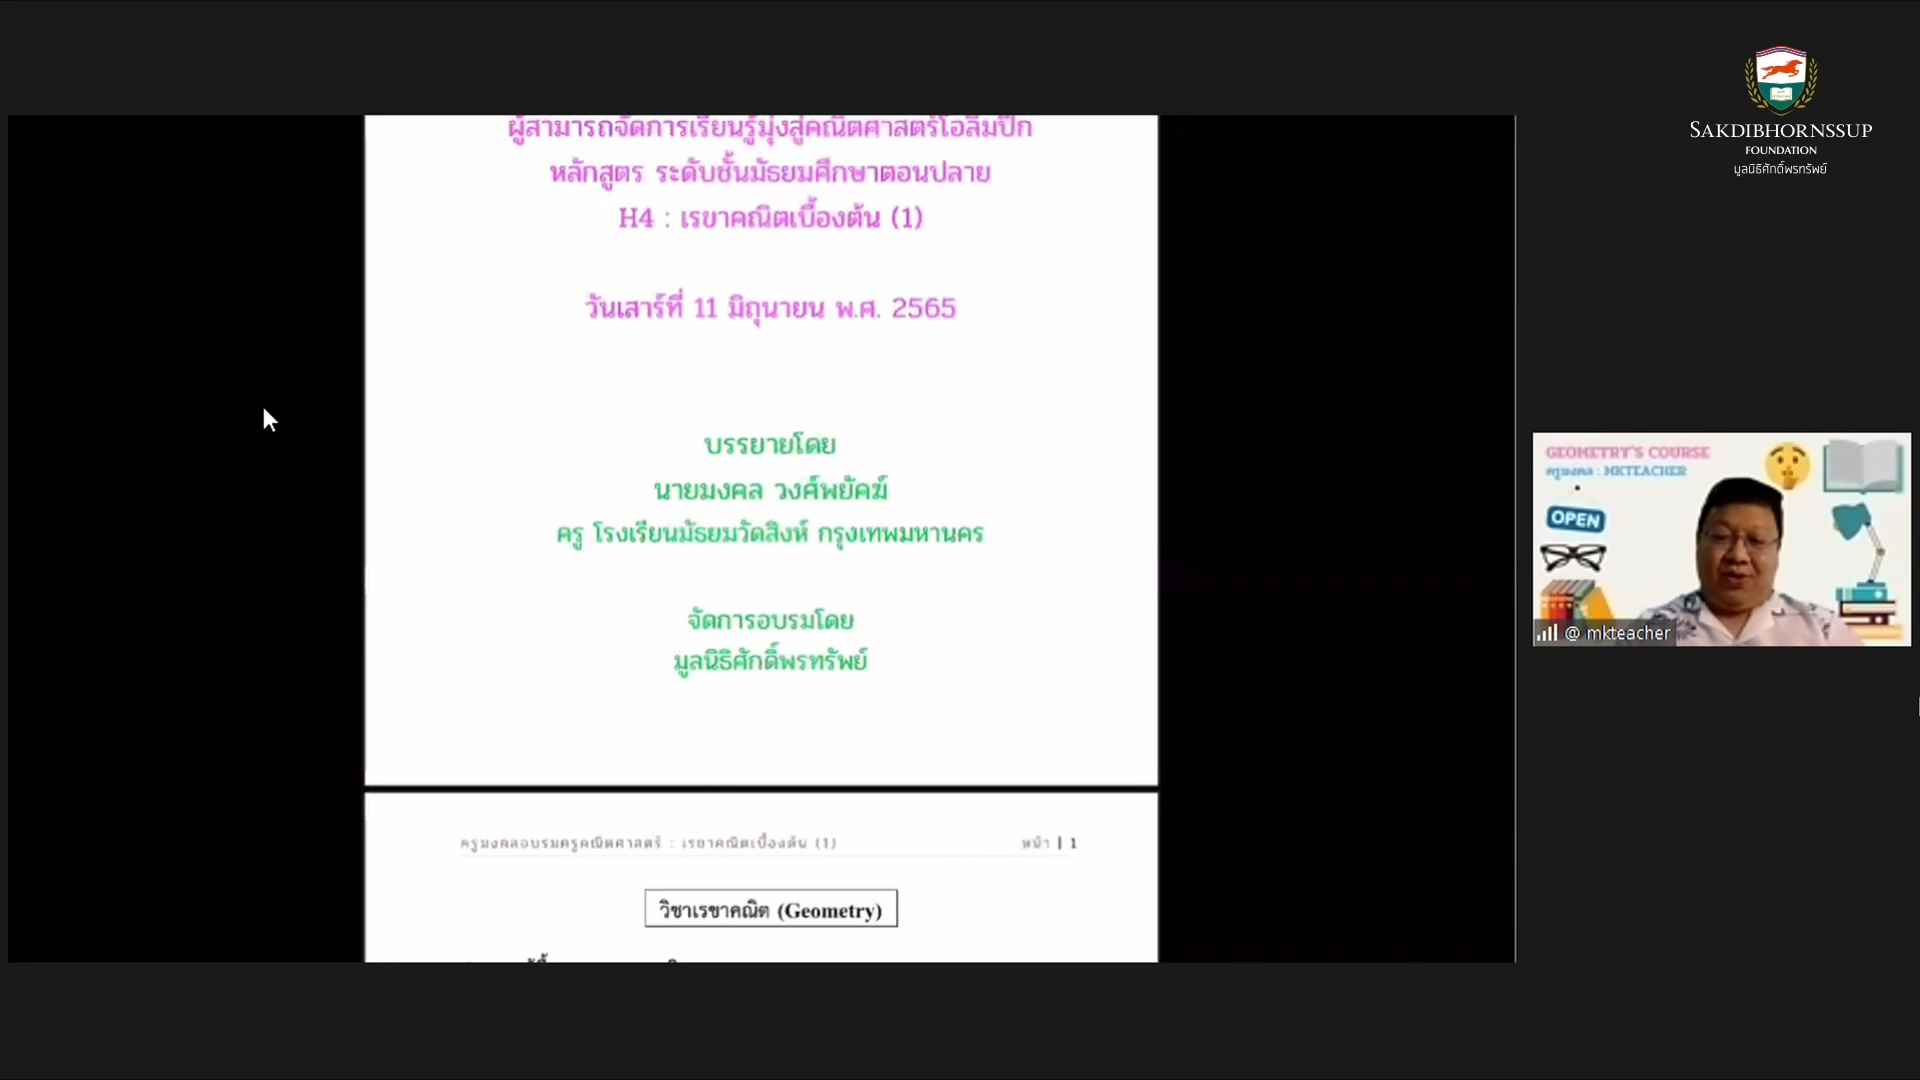 SAKDIBHORNSSUP
FOUNDATION
มูลนิธิศักดิ์พรทรัพย์
ผู้สามารถจัดการเรียนรู้มุ่งสู่คณิตศาสตร์โอลิมปิก
หลักสูตร ระดับชั้นมัธยมศึกษาตอนปลาย
H4 : เรขาคณิตเบื้องต้น (1)
วันเสาร์ที่ 11 มิถุนายน พ.ศ. 2565
บรรยายโดย
นายมงคล วงศ์พยัคฆ์
ครู โรงเรียนมัธยมวัดสิงห์ กรุงเทพมหานคร
จัดการอบรมโดย
มูลนิธิศักดิ์พรทรัพย์
ครูมงคลอบรมครูคณิตศาสตร์ : เรขาคณิตเบื้องต้น (1) หน้า | 1
วิชาเรขาคณิต (Geometry)
GEOMETRY'S COURSE
ครูมงคล : MKTEACHER
OPEN
@ mkteacher